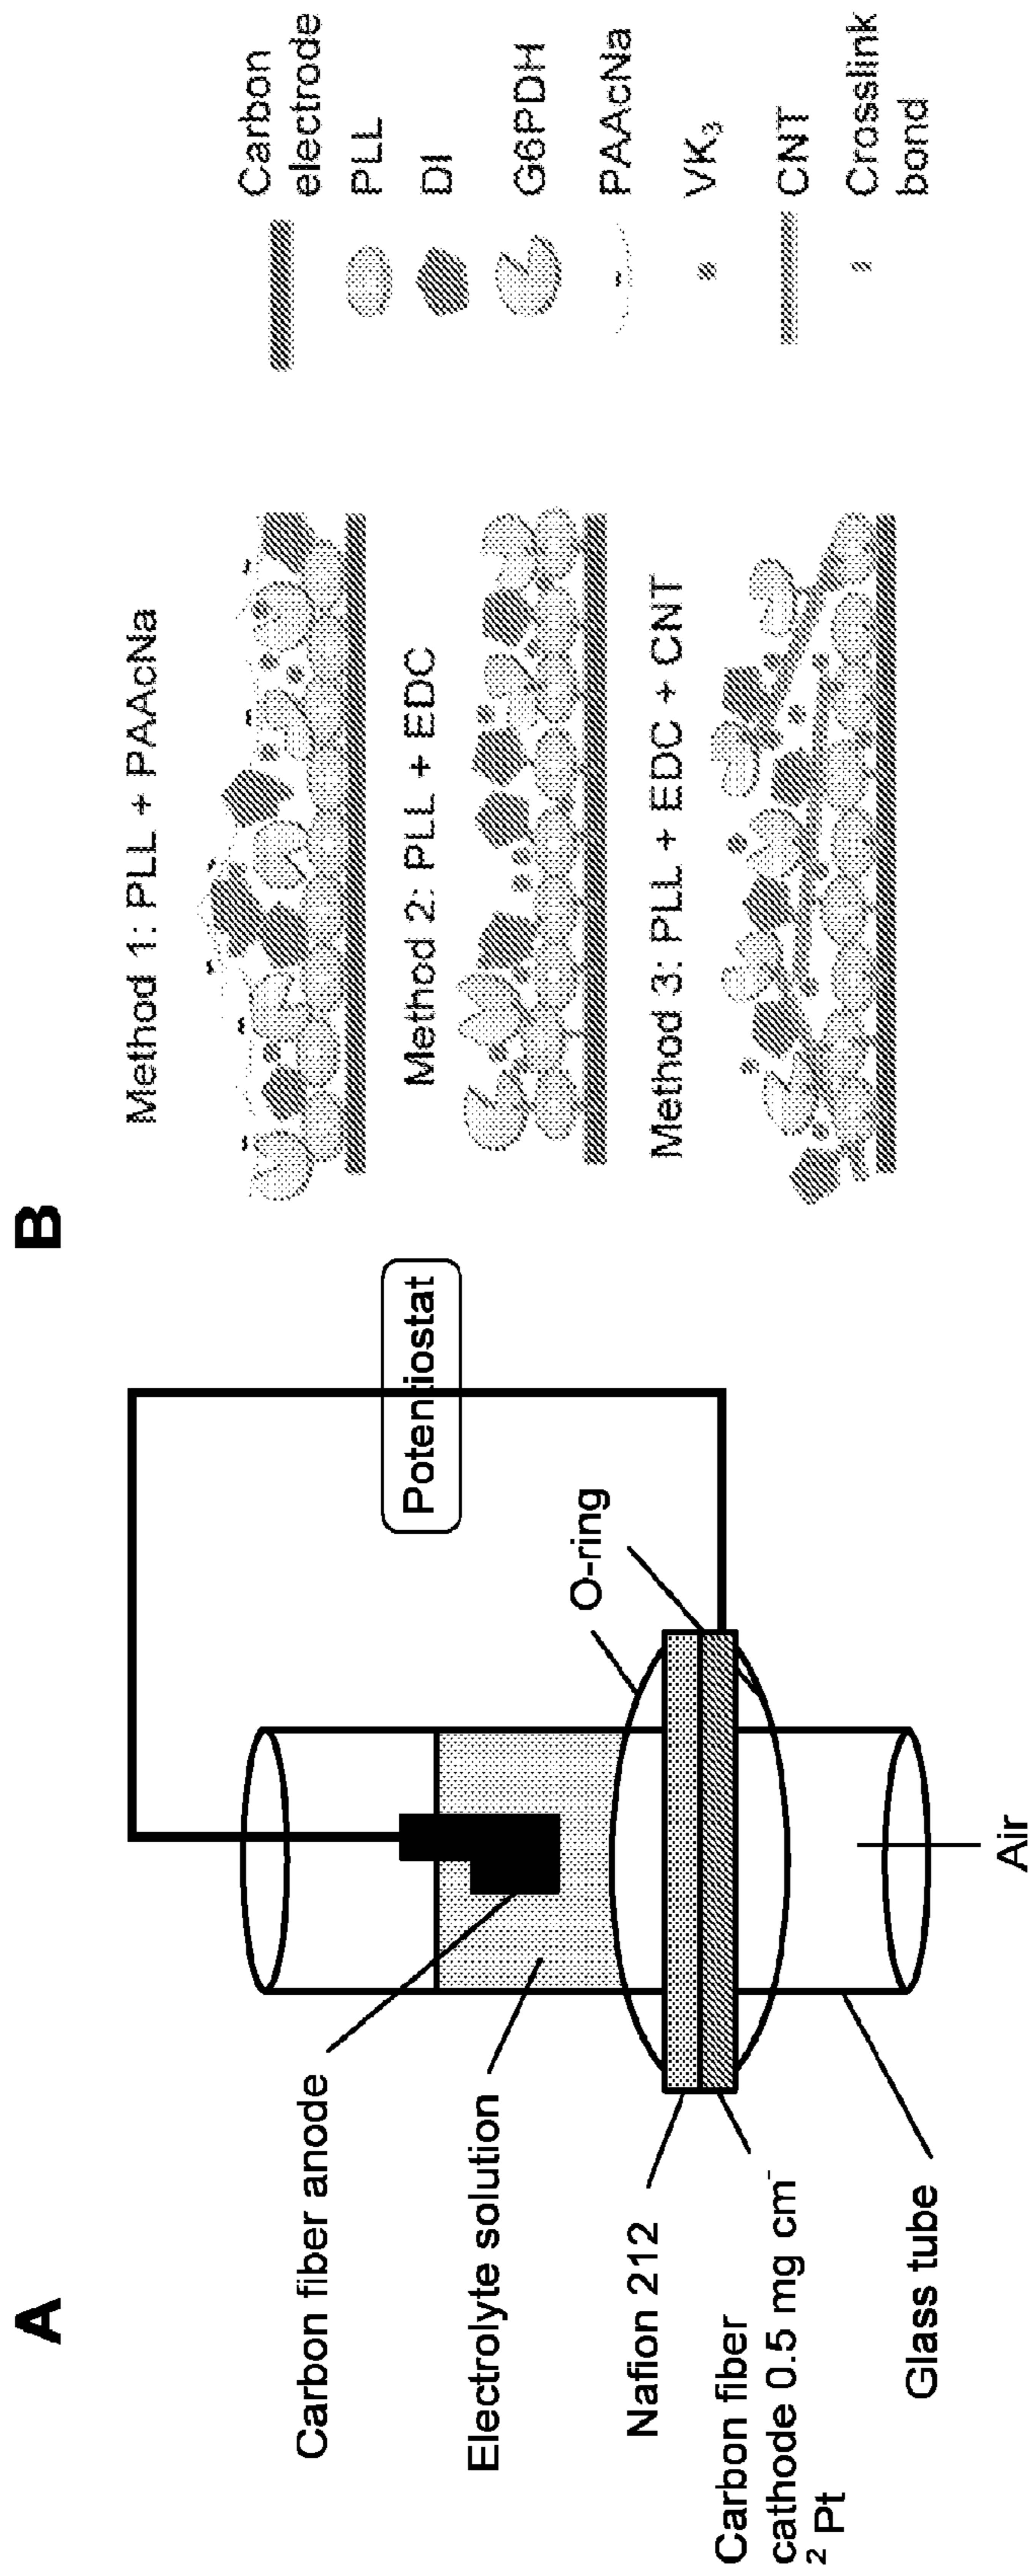 A
Carbon fiber anode
Electrolyte solution
Nafion 212
Carbon fiber
cathode 0.5 mg cm⁻
² Pt
Glass tube
Air
O-ring
Potentiostat
B
Method 1: PLL + PAAcNa
Method 2: PLL + EDC
Method 3: PLL + EDC + CNT
Carbon
electrode
PLL
DI
G6PDH
PAAcNa
VK₃
CNT
Crosslink
bond